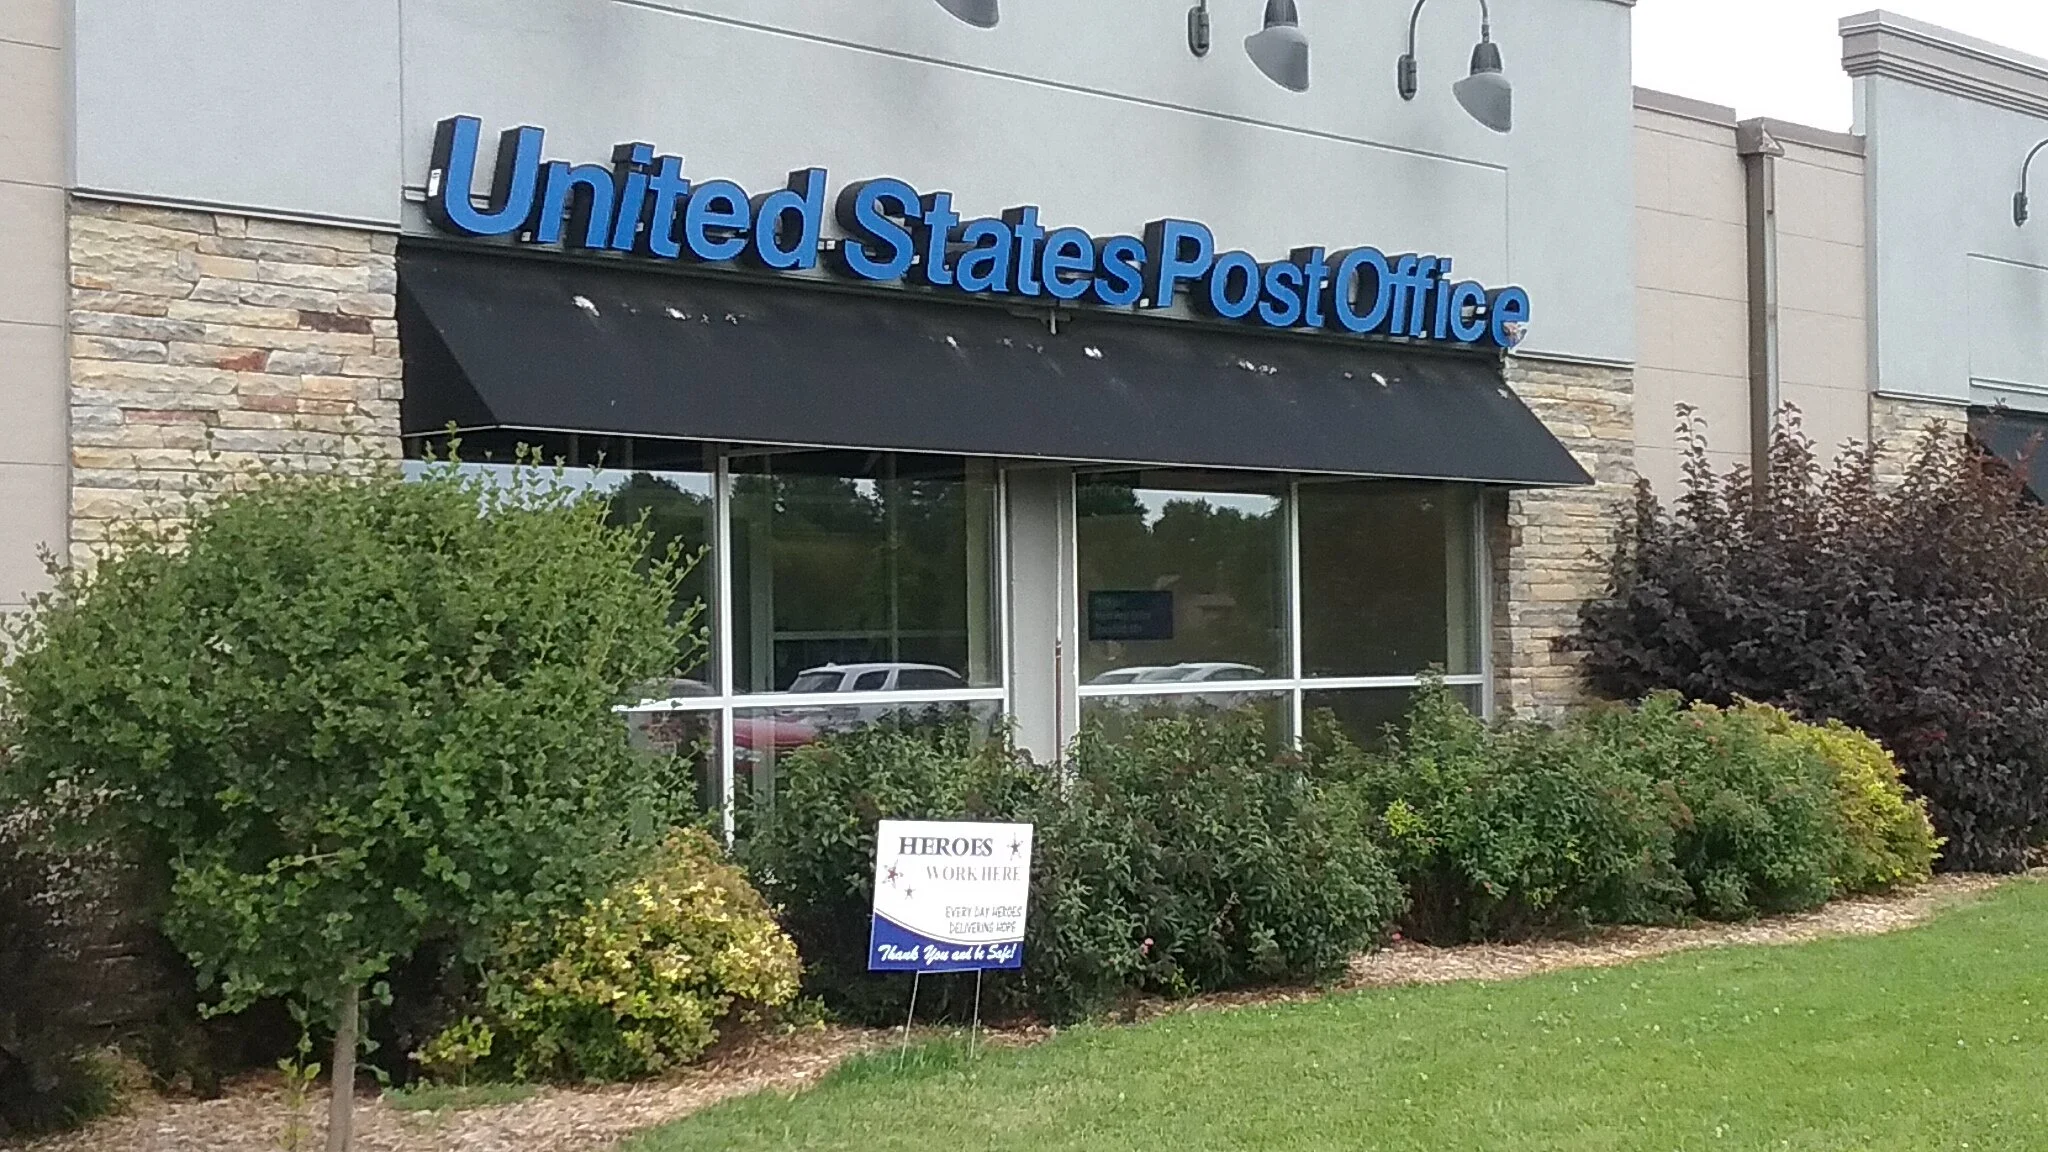 United States Post Office
HEROES
WORK HERE
EVERY DAY HEROES
DELIVERING HOPE
Thank You and be Safe!